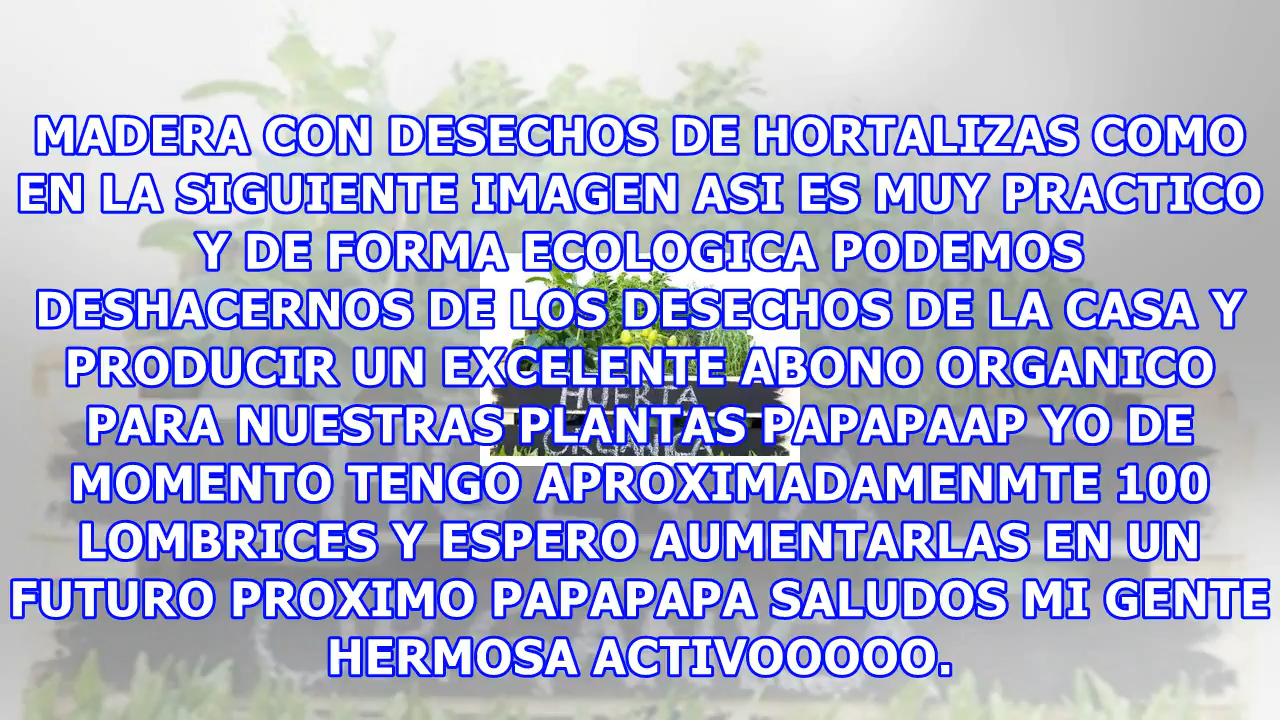 MADERA CON DESECHOS DE HORTALIZAS COMO
EN LA SIGUIENTE IMAGEN ASI ES MUY PRACTICO
Y DE FORMA ECOLOGICA PODEMOS
DESHACERNOS DE LOS DESECHOS DE LA CASA Y
PRODUCIR UN EXCELENTE ABONO ORGANICO
HUERTA
PARA NUESTRAS PLANTAS PAPAPAAP YO DE
ORGANICA
MOMENTO TENGO APROXIMADAMENMTE 100
LOMBRICES Y ESPERO AUMENTARLAS EN UN
FUTURO PROXIMO PAPAPAPA SALUDOS MI GENTE
HERMOSA ACTIVOOOOO.